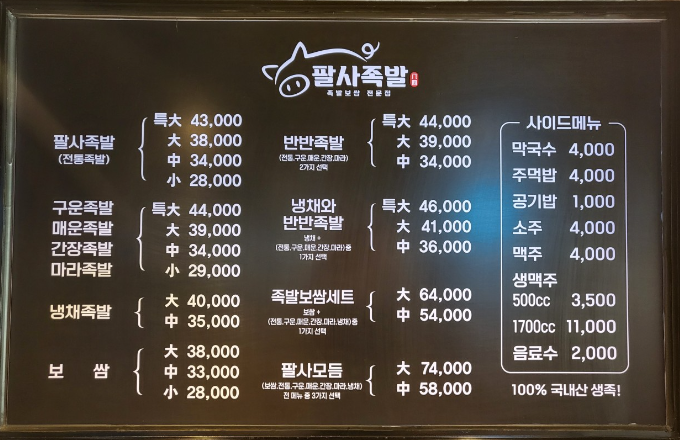 팔사족발
족발보쌈 전문점
팔사족발
(전통족발)
특大 43,000
大 38,000
中 34,000
小 28,000
구운족발
매운족발
간장족발
마라족발
특大 44,000
大 39,000
中 34,000
小 29,000
냉채족발
大 40,000
中 35,000
보 쌈
大 38,000
中 33,000
小 28,000
반반족발
(전통,구운,매운,간장,마라)
2가지 선택
특大 44,000
大 39,000
中 34,000
냉채와
반반족발
냉채 +
(전통,구운,매운,간장,마라)중
1가지 선택
특大 46,000
大 41,000
中 36,000
족발보쌈세트
보쌈 +
(전통,구운,매운,간장,마라,냉채)중
1가지 선택
大 64,000
中 54,000
팔사모듬
(보쌈,전통,구운,매운,간장,마라,냉채)
전 메뉴 중 3가지 선택
大 74,000
中 58,000
사이드메뉴
막국수 4,000
주먹밥 4,000
공기밥 1,000
소주 4,000
맥주 4,000
생맥주
500cc 3,500
1700cc 11,000
음료수 2,000
100% 국내산 생족!